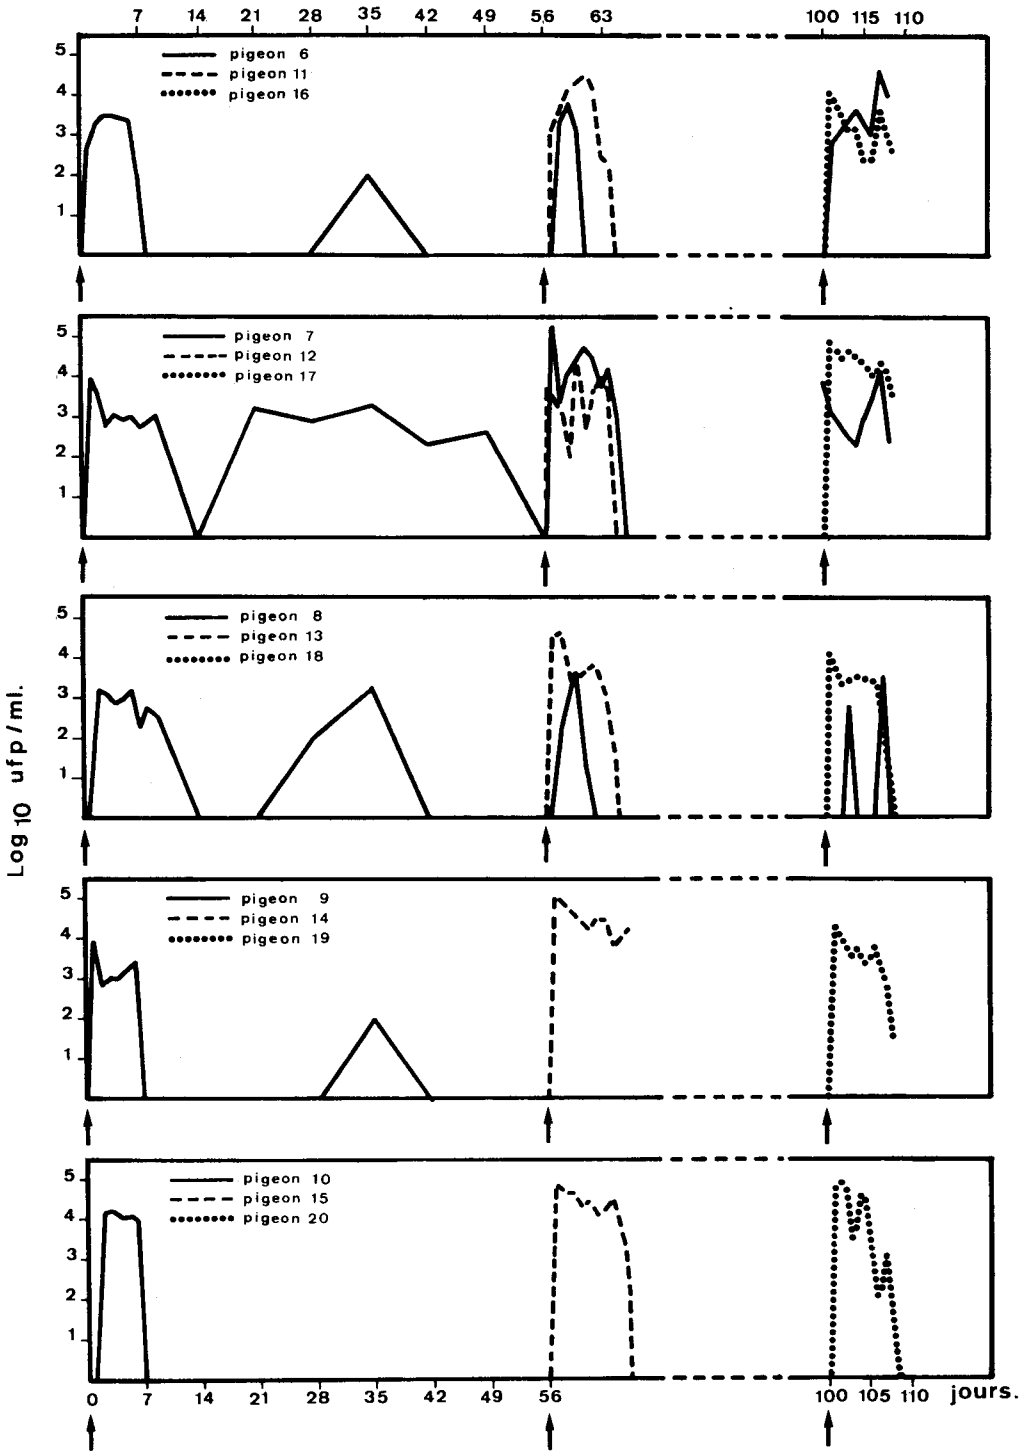 7 14 21 28 35 42 49 56 63 100 115 110
5
4
3
2
1
pigeon 6
pigeon 11
pigeon 16
5
4
3
2
1
pigeon 7
pigeon 12
pigeon 17
5
4
3
2
1
pigeon 8
pigeon 13
pigeon 18
Log 10 ufp/ml.
5
4
3
2
1
pigeon 9
pigeon 14
pigeon 19
5
4
3
2
1
pigeon 10
pigeon 15
pigeon 20
0 7 14 21 28 35 42 49 56 100 105 110 jours.